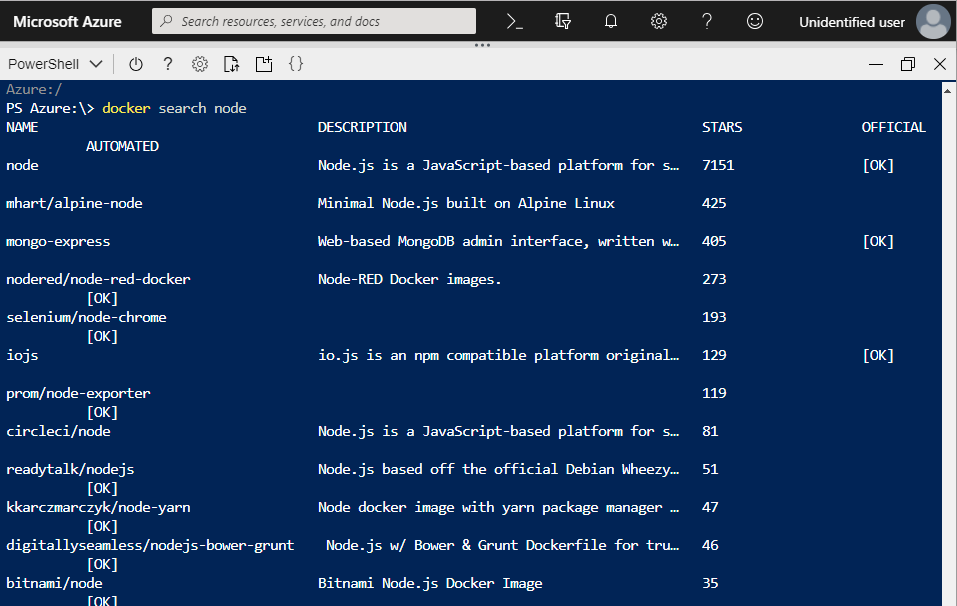 Microsoft Azure Search resources, services, and docs >_ ? Unidentified user
PowerShell ? {}
Azure:/
PS Azure:\> docker search node
NAME DESCRIPTION STARS OFFICIAL
AUTOMATED
node Node.js is a JavaScript-based platform for s… 7151 [OK]
mhart/alpine-node Minimal Node.js built on Alpine Linux 425
mongo-express Web-based MongoDB admin interface, written w… 405 [OK]
nodered/node-red-docker Node-RED Docker images. 273
[OK]
selenium/node-chrome 193
[OK]
iojs io.js is an npm compatible platform original… 129 [OK]
prom/node-exporter 119
[OK]
circleci/node Node.js is a JavaScript-based platform for s… 81
readytalk/nodejs Node.js based off the official Debian Wheezy… 51
[OK]
kkarczmarczyk/node-yarn Node docker image with yarn package manager … 47
[OK]
digitallyseamless/nodejs-bower-grunt Node.js w/ Bower & Grunt Dockerfile for tru… 46
[OK]
bitnami/node Bitnami Node.js Docker Image 35
[OK]